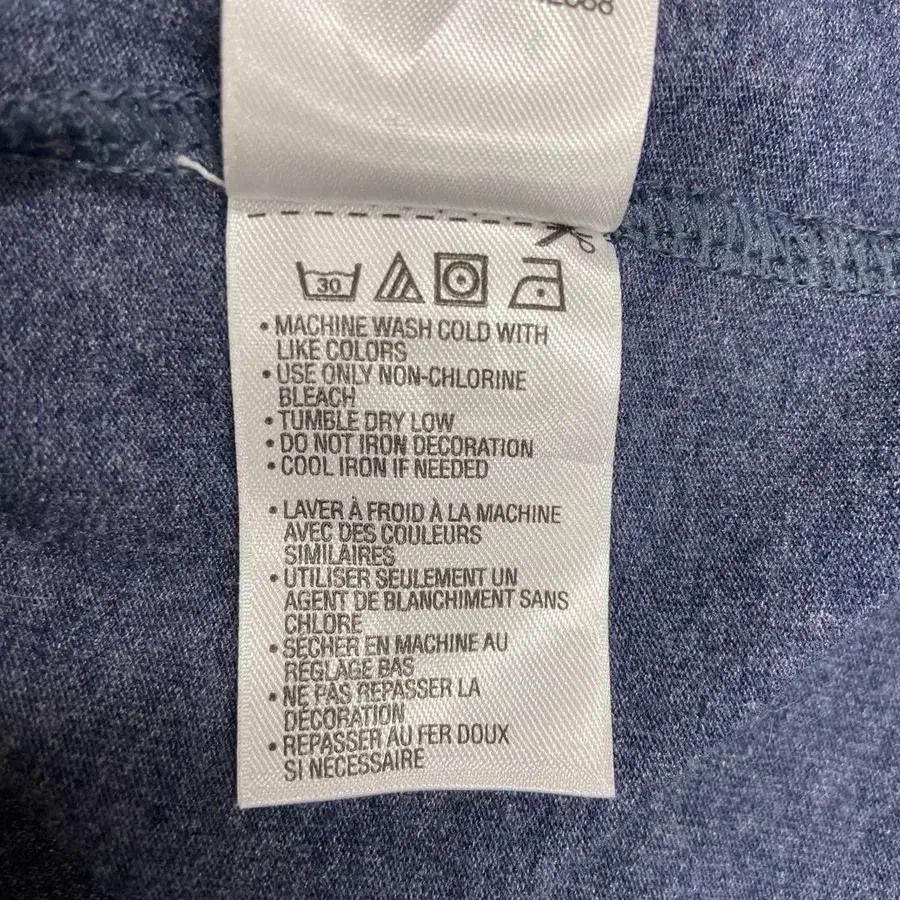 30
• MACHINE WASH COLD WITH
LIKE COLORS
• USE ONLY NON-CHLORINE
BLEACH
• TUMBLE DRY LOW
• DO NOT IRON DECORATION
• COOL IRON IF NEEDED
• LAVER À FROID À LA MACHINE
AVEC DES COULEURS
SIMILAIRES
• UTILISER SEULEMENT UN
AGENT DE BLANCHIMENT SANS
CHLORE
• SÉCHER EN MACHINE AU
RÉGLAGE BAS
• NE PAS REPASSER LA
DÉCORATION
• REPASSER AU FER DOUX
SI NÉCESSAIRE